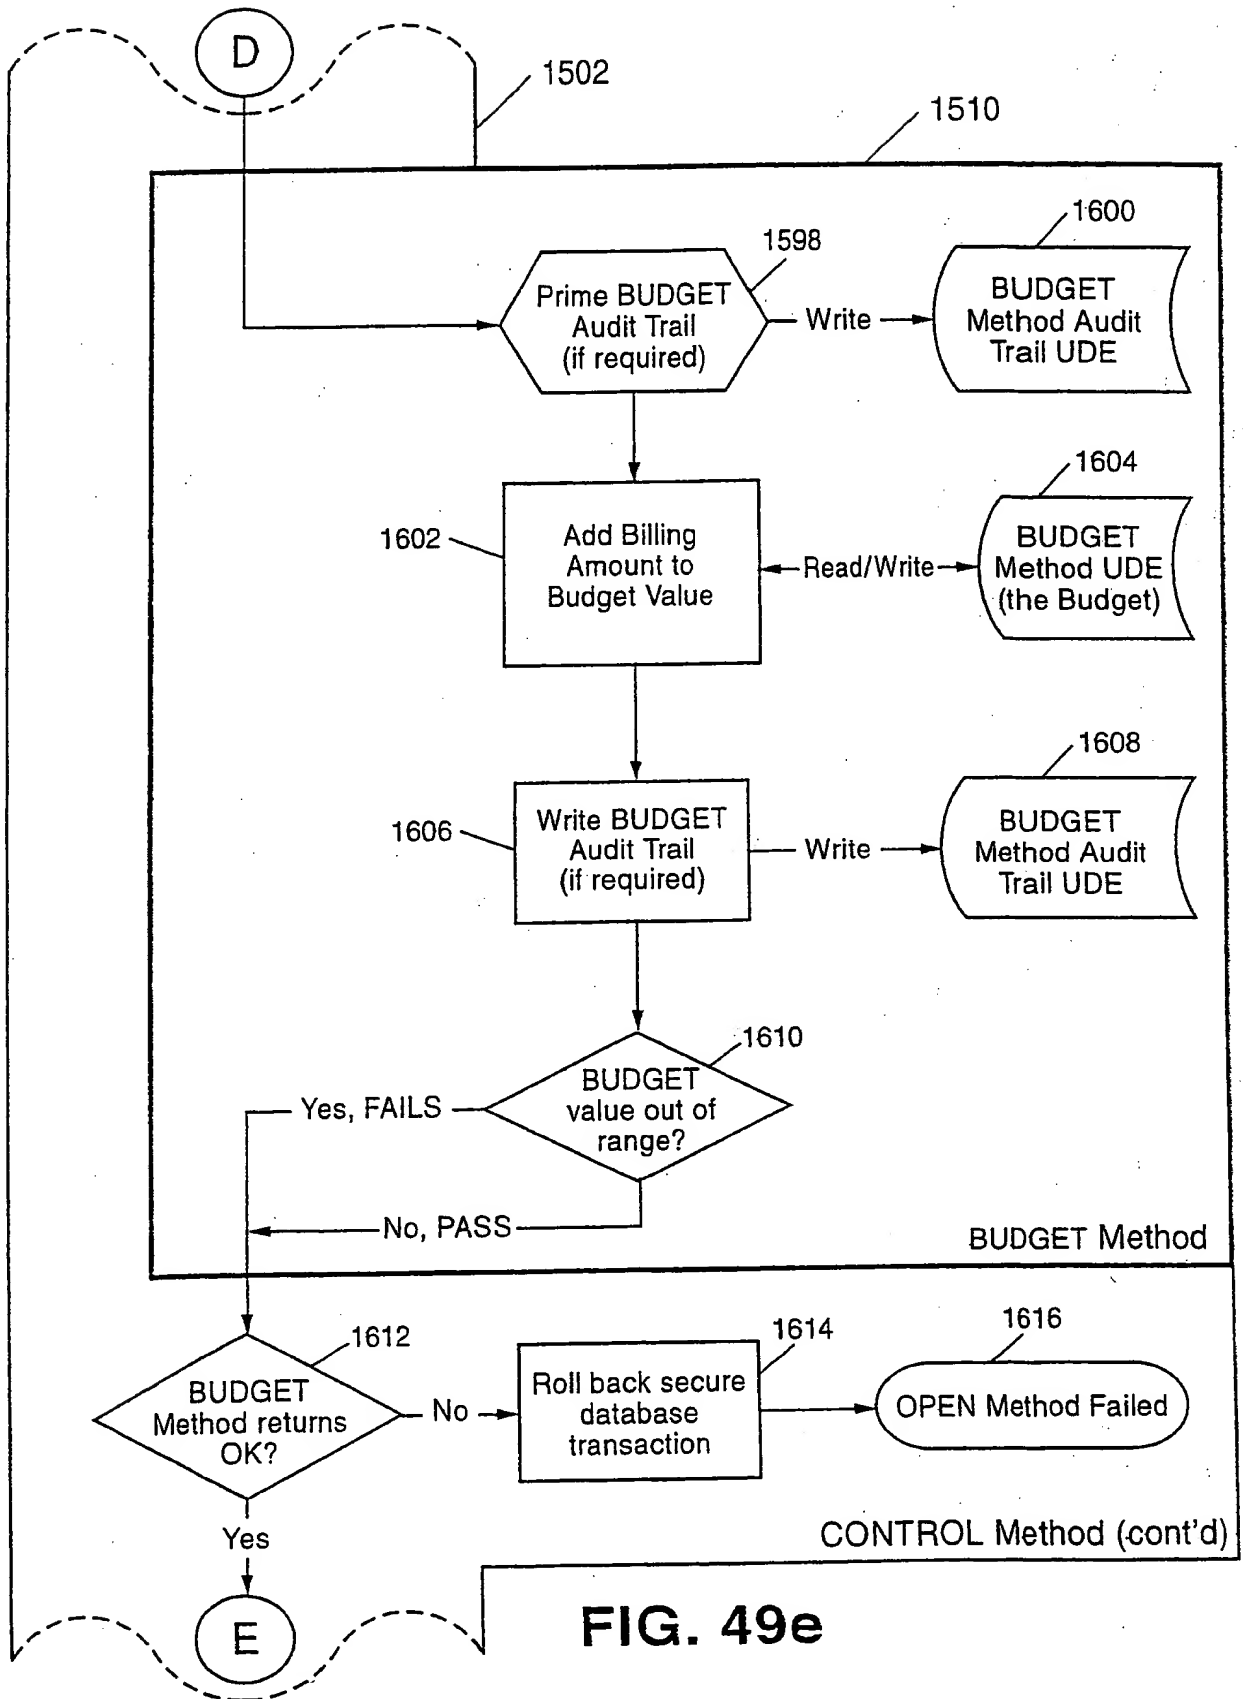 D
1502
1510
1598
Prime BUDGET
Audit Trail
(if required)
Write
1600
BUDGET
Method Audit
Trail UDE
1602
Add Billing
Amount to
Budget Value
Read/Write
1604
BUDGET
Method UDE
(the Budget)
1606
Write BUDGET
Audit Trail
(if required)
Write
1608
BUDGET
Method Audit
Trail UDE
1610
BUDGET
value out of
range?
Yes, FAILS
No, PASS
BUDGET Method
1612
BUDGET
Method returns
OK?
No
1614
Roll back secure
database
transaction
1616
OPEN Method Failed
Yes
CONTROL Method (cont'd)
E
FIG. 49e